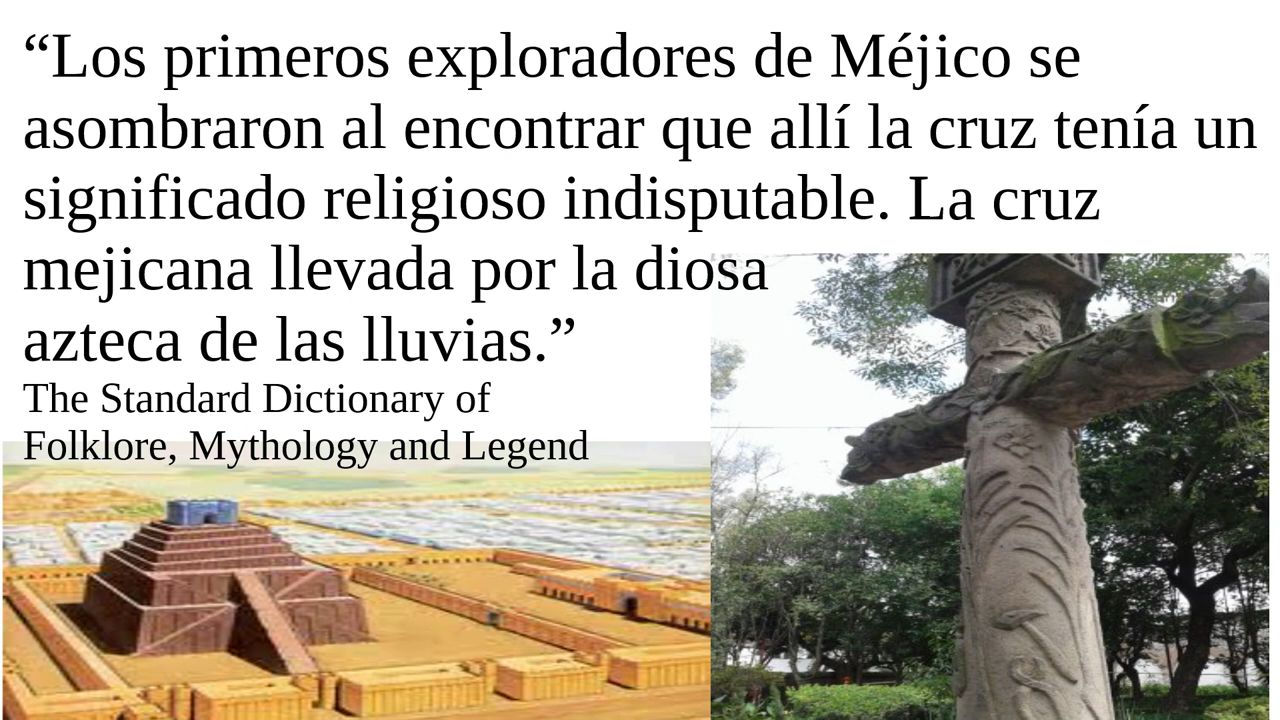 “Los primeros exploradores de Méjico se
asombraron al encontrar que allí la cruz tenía un
significado religioso indisputable. La cruz
mejicana llevada por la diosa
azteca de las lluvias.”
The Standard Dictionary of
Folklore, Mythology and Legend